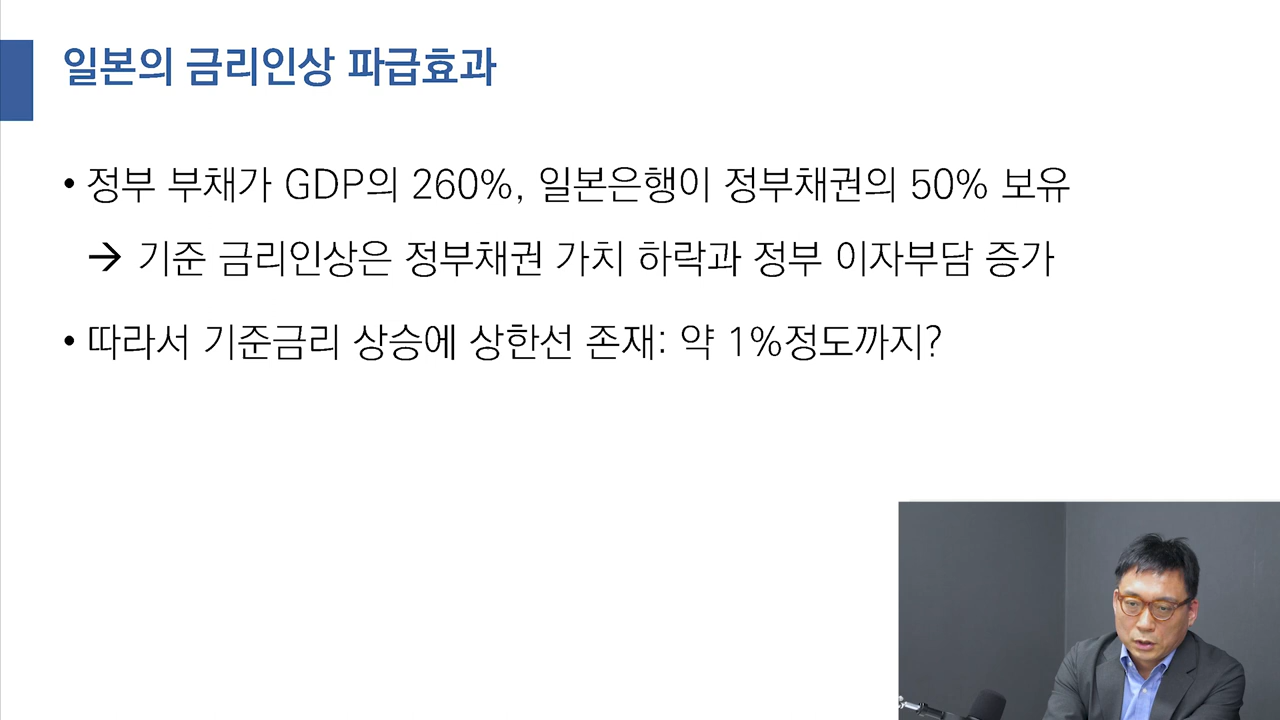 일본의 금리인상 파급효과
• 정부 부채가 GDP의 260%, 일본은행이 정부채권의 50% 보유
→ 기준 금리인상은 정부채권 가치 하락과 정부 이자부담 증가
• 따라서 기준금리 상승에 상한선 존재: 약 1%정도까지?